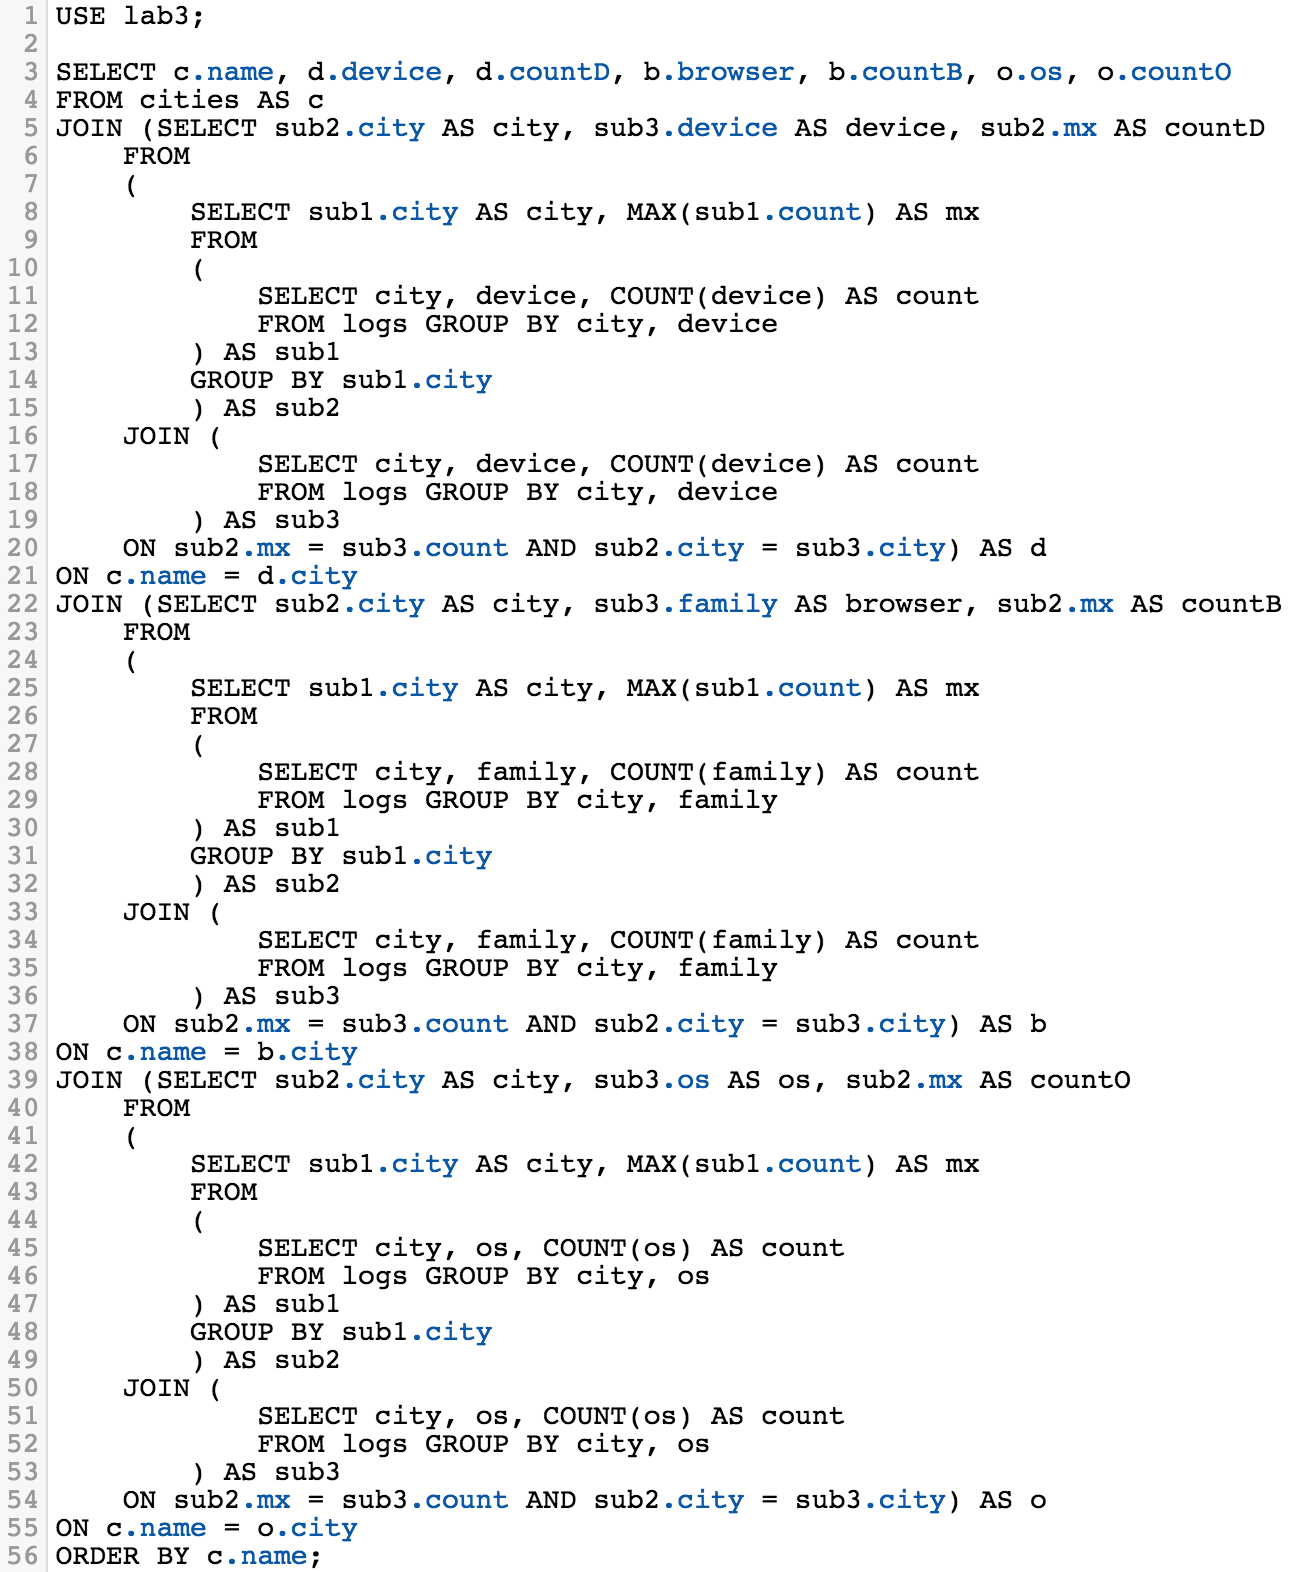 1 USE lab3;
2
3 SELECT c.name, d.device, d.countD, b.browser, b.countB, o.os, o.countO
4 FROM cities AS c
5 JOIN (SELECT sub2.city AS city, sub3.device AS device, sub2.mx AS countD
6     FROM
7     (
8         SELECT sub1.city AS city, MAX(sub1.count) AS mx
9         FROM
10         (
11             SELECT city, device, COUNT(device) AS count
12             FROM logs GROUP BY city, device
13         ) AS sub1
14         GROUP BY sub1.city
15         ) AS sub2
16     JOIN (
17             SELECT city, device, COUNT(device) AS count
18             FROM logs GROUP BY city, device
19         ) AS sub3
20     ON sub2.mx = sub3.count AND sub2.city = sub3.city) AS d
21 ON c.name = d.city
22 JOIN (SELECT sub2.city AS city, sub3.family AS browser, sub2.mx AS countB
23     FROM
24     (
25         SELECT sub1.city AS city, MAX(sub1.count) AS mx
26         FROM
27         (
28             SELECT city, family, COUNT(family) AS count
29             FROM logs GROUP BY city, family
30         ) AS sub1
31         GROUP BY sub1.city
32         ) AS sub2
33     JOIN (
34             SELECT city, family, COUNT(family) AS count
35             FROM logs GROUP BY city, family
36         ) AS sub3
37     ON sub2.mx = sub3.count AND sub2.city = sub3.city) AS b
38 ON c.name = b.city
39 JOIN (SELECT sub2.city AS city, sub3.os AS os, sub2.mx AS countO
40     FROM
41     (
42         SELECT sub1.city AS city, MAX(sub1.count) AS mx
43         FROM
44         (
45             SELECT city, os, COUNT(os) AS count
46             FROM logs GROUP BY city, os
47         ) AS sub1
48         GROUP BY sub1.city
49         ) AS sub2
50     JOIN (
51             SELECT city, os, COUNT(os) AS count
52             FROM logs GROUP BY city, os
53         ) AS sub3
54     ON sub2.mx = sub3.count AND sub2.city = sub3.city) AS o
55 ON c.name = o.city
56 ORDER BY c.name;